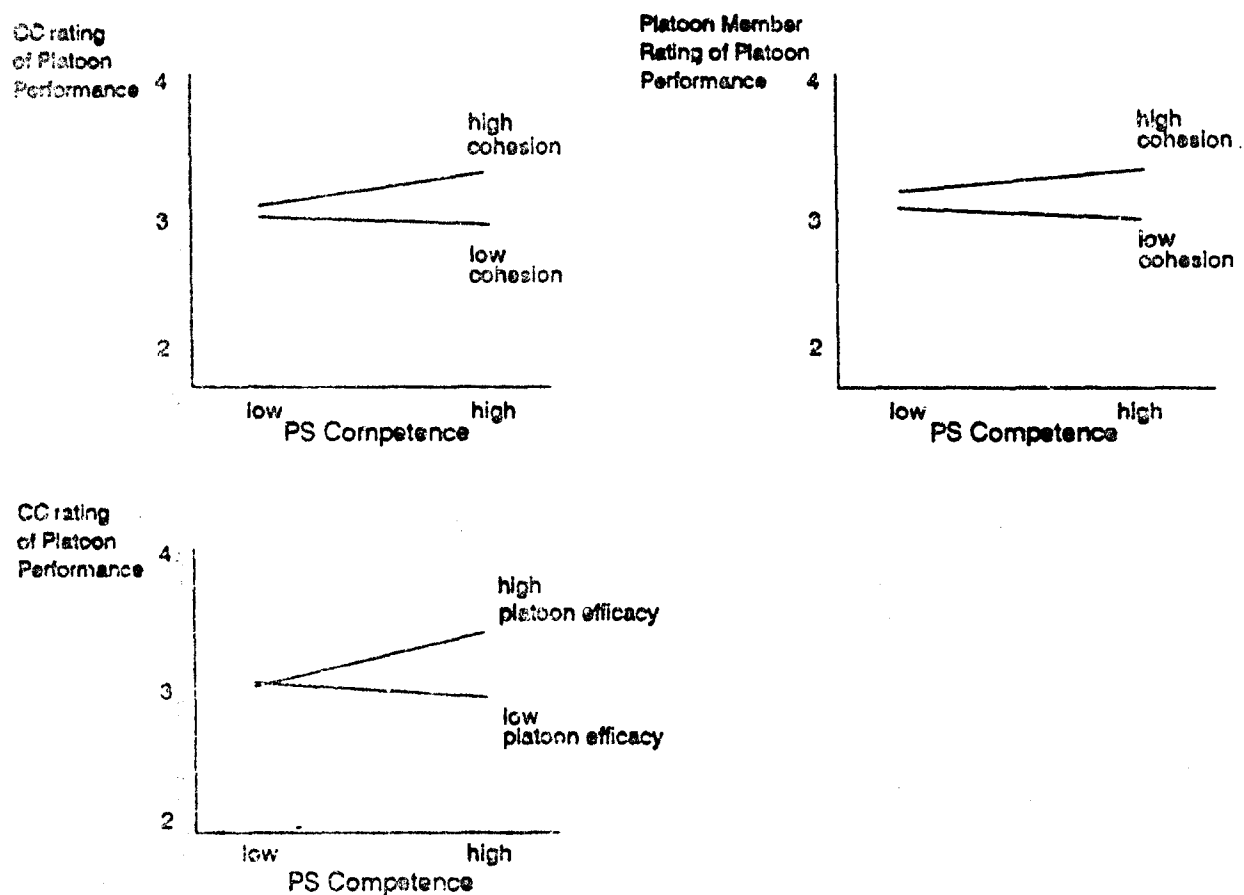 CC rating
of Platoon
Performance
4
high
cohesion
3
low
cohesion
2
low
high
PS Competence
Platoon Member
Rating of Platoon
Performance
4
high
cohesion
3
low
cohesion
2
low
high
PS Competence
CC rating
of Platoon
Performance
4
high
platoon efficacy
3
low
platoon efficacy
2
low
high
PS Competence